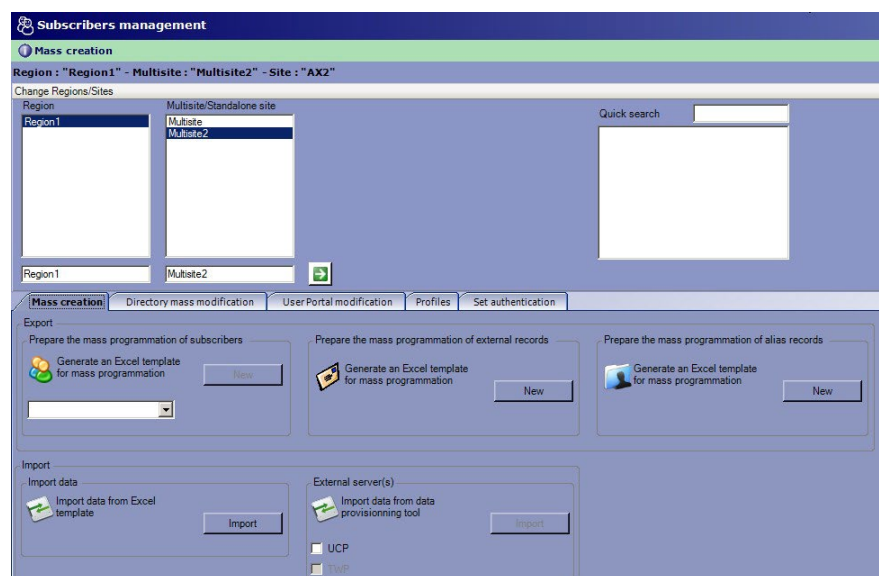 Subscribers management
Mass creation
Region : "Region1" - Multisite : "Multisite2" - Site : "AX2"
Change Regions/Sites
Region
Multisite/Standalone site
Quick search
Region1
Multisite
Multisite2
Region1
Multisite2
Mass creation
Directory mass modification
User Portal modification
Profiles
Set authentication
Export
Prepare the mass programmation of subscribers
Generate an Excel template
for mass programmation
New
Prepare the mass programmation of external records
Generate an Excel template
for mass programmation
New
Prepare the mass programmation of alias records
Generate an Excel template
for mass programmation
New
Import
Import data
Import data from Excel
template
Import
External server(s)
Import data from data
provisionning tool
Import
UCP
TWP